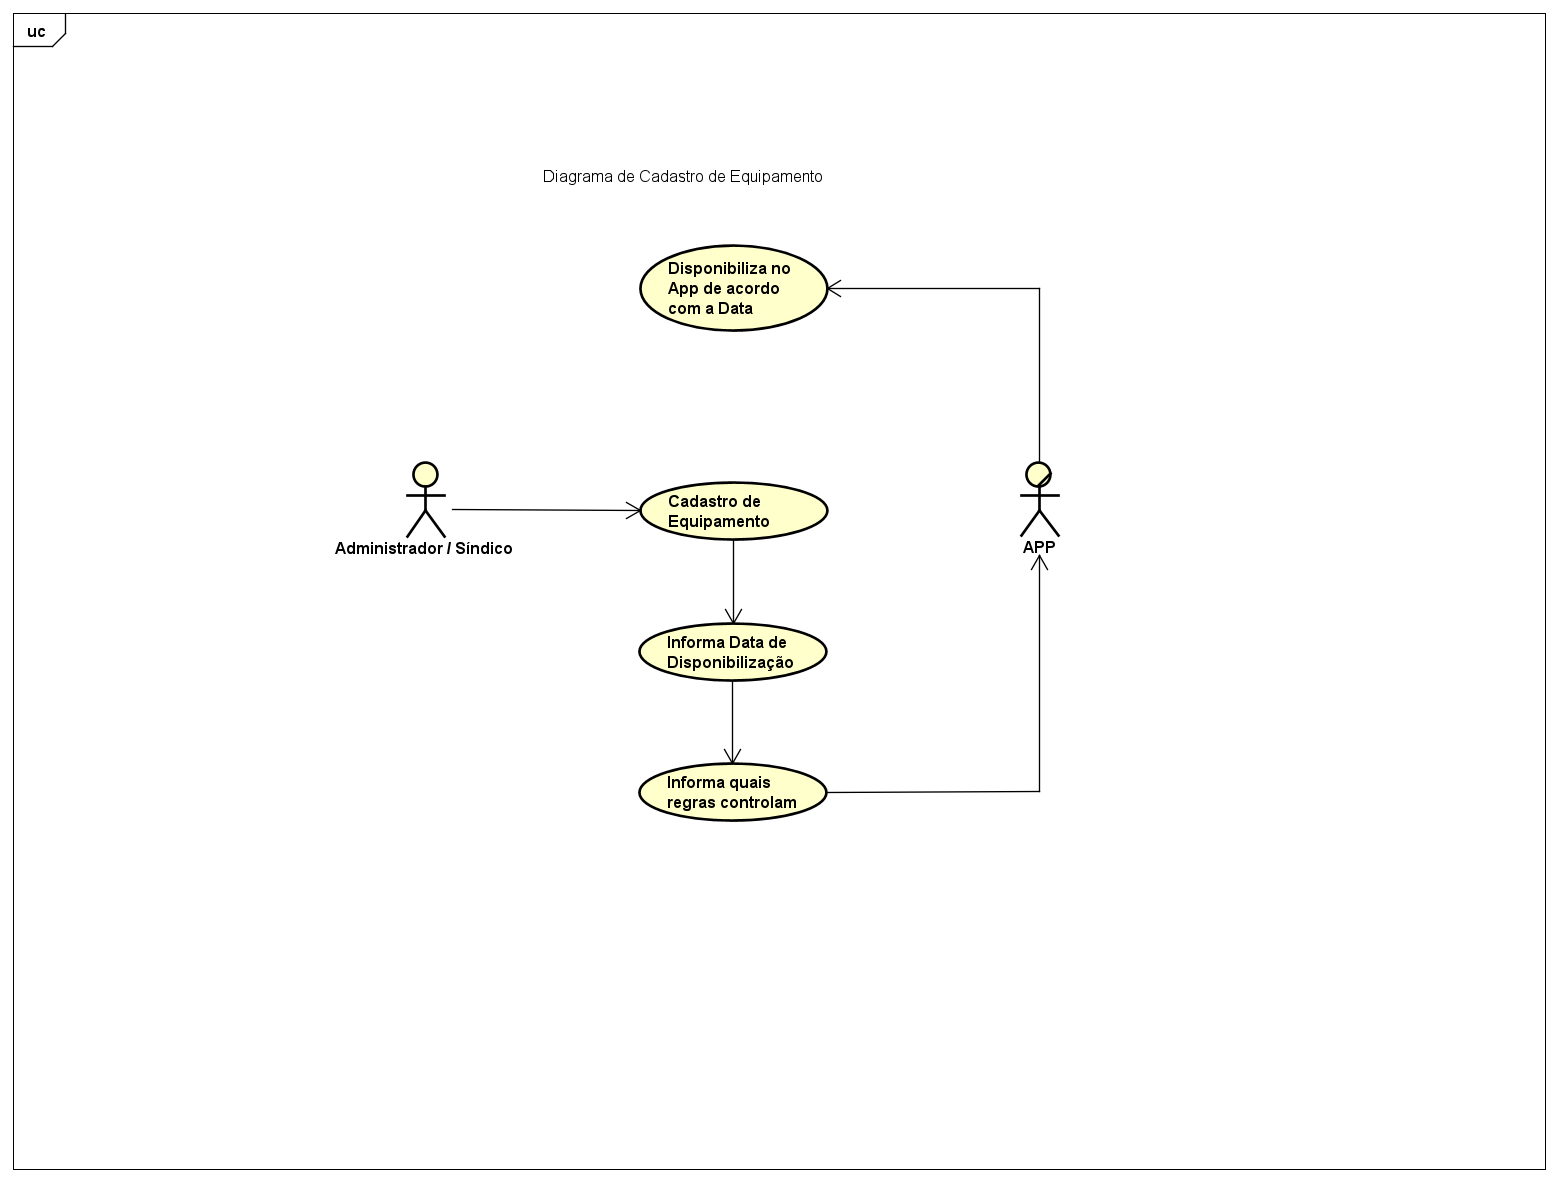 uc
Diagrama de Cadastro de Equipamento
Disponibiliza no
App de acordo
com a Data
Administrador / Síndico
Cadastro de
Equipamento
APP
Informa Data de
Disponibilização
Informa quais
regras controlam